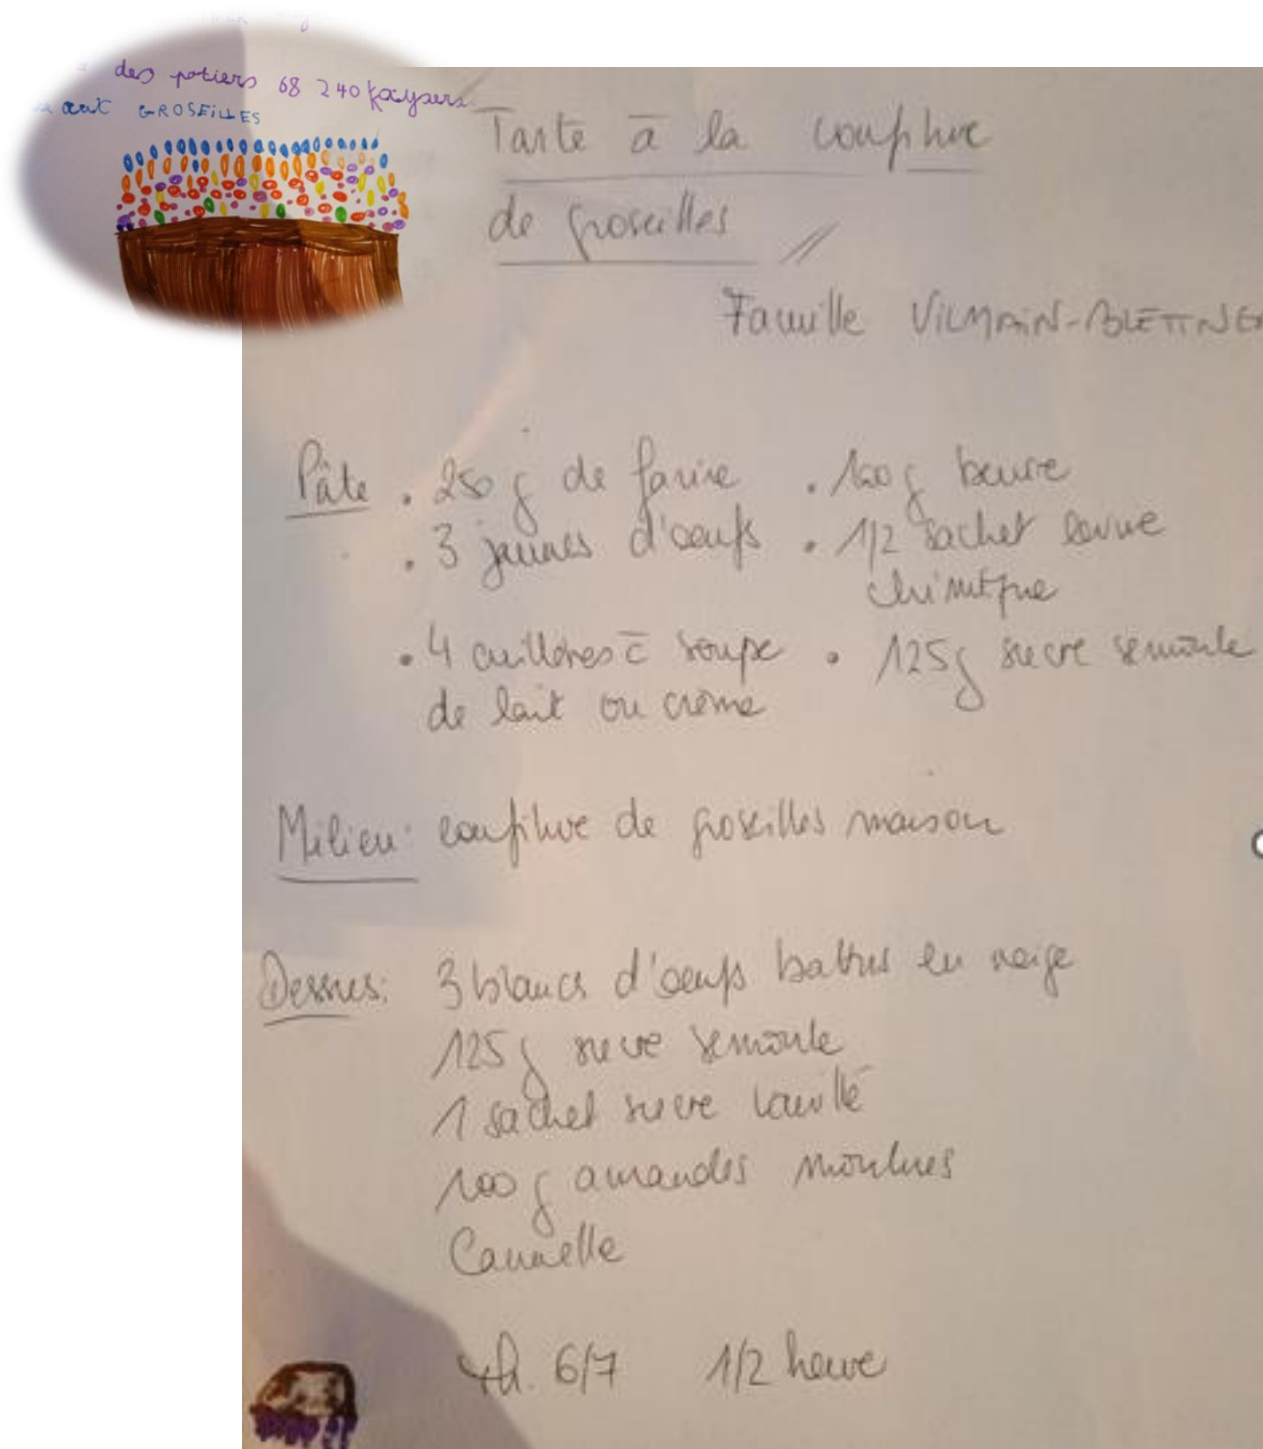 des potiers 68 240 Kaysers
aux GROSEILLES
Tarte à la confiture
de groseilles
Famille VILMAIN-BLETTNER
Pâte . 250 g de farine . 100 g beurre
. 3 jaunes d'oeufs . 1/2 sachet levure
chimique
. 4 cuillères à soupe . 125 g sucre semoule
de lait ou crème
Milieu: confiture de groseilles maison
Dessus: 3 blancs d'oeufs battus en neige
125 g sucre semoule
1 sachet sucre vanillé
100 g amandes moulues
Cannelle
th. 6/7 1/2 heure